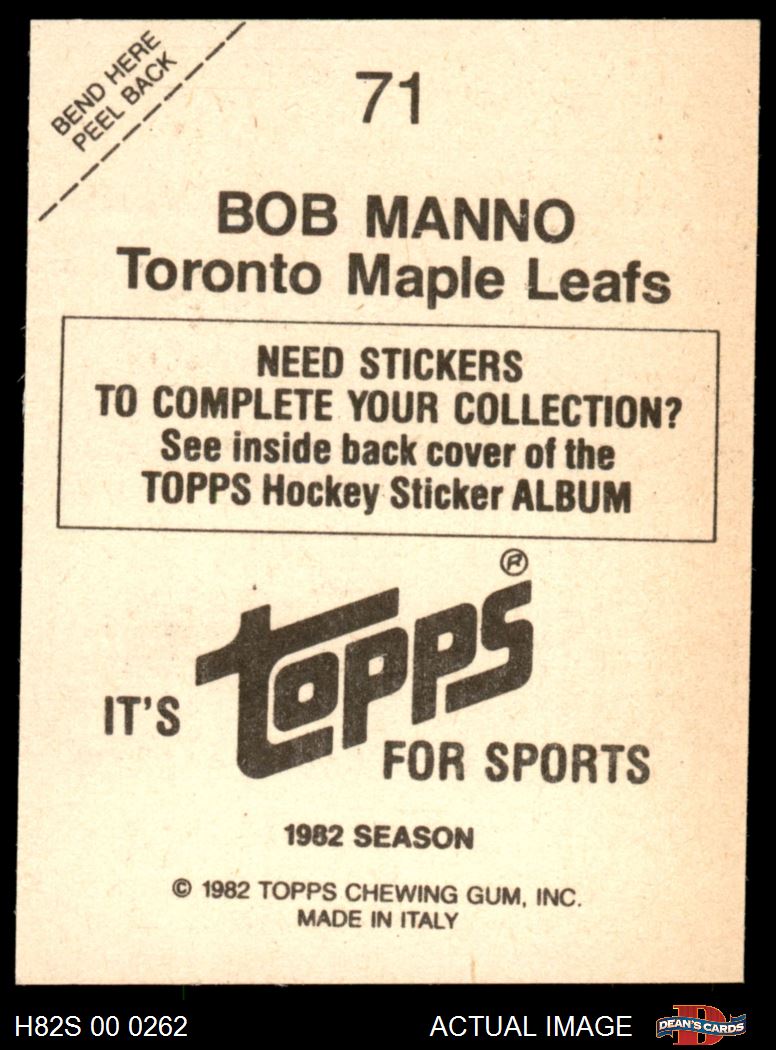 BEND HERE
PEEL BACK
71
BOB MANNO
Toronto Maple Leafs
NEED STICKERS
TO COMPLETE YOUR COLLECTION?
See inside back cover of the
TOPPS Hockey Sticker ALBUM
IT'S topps® FOR SPORTS
1982 SEASON
© 1982 TOPPS CHEWING GUM, INC.
MADE IN ITALY
H82S 00 0262
ACTUAL IMAGE
D
DEAN'S CARDS